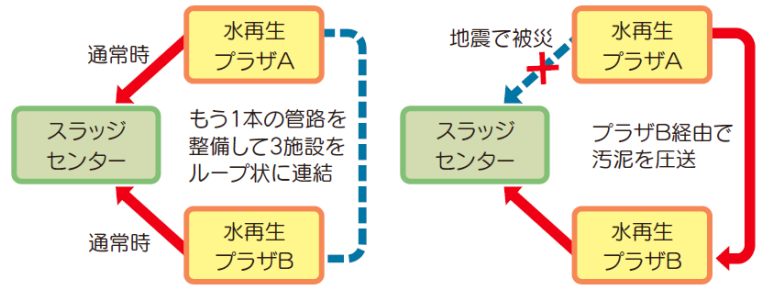 水再生
プラザA
通常時
スラッジ
センター
もう1本の管路を
整備して3施設を
ループ状に連結
通常時
水再生
プラザB
地震で被災
水再生
プラザA
スラッジ
センター
プラザB経由で
汚泥を圧送
水再生
プラザB